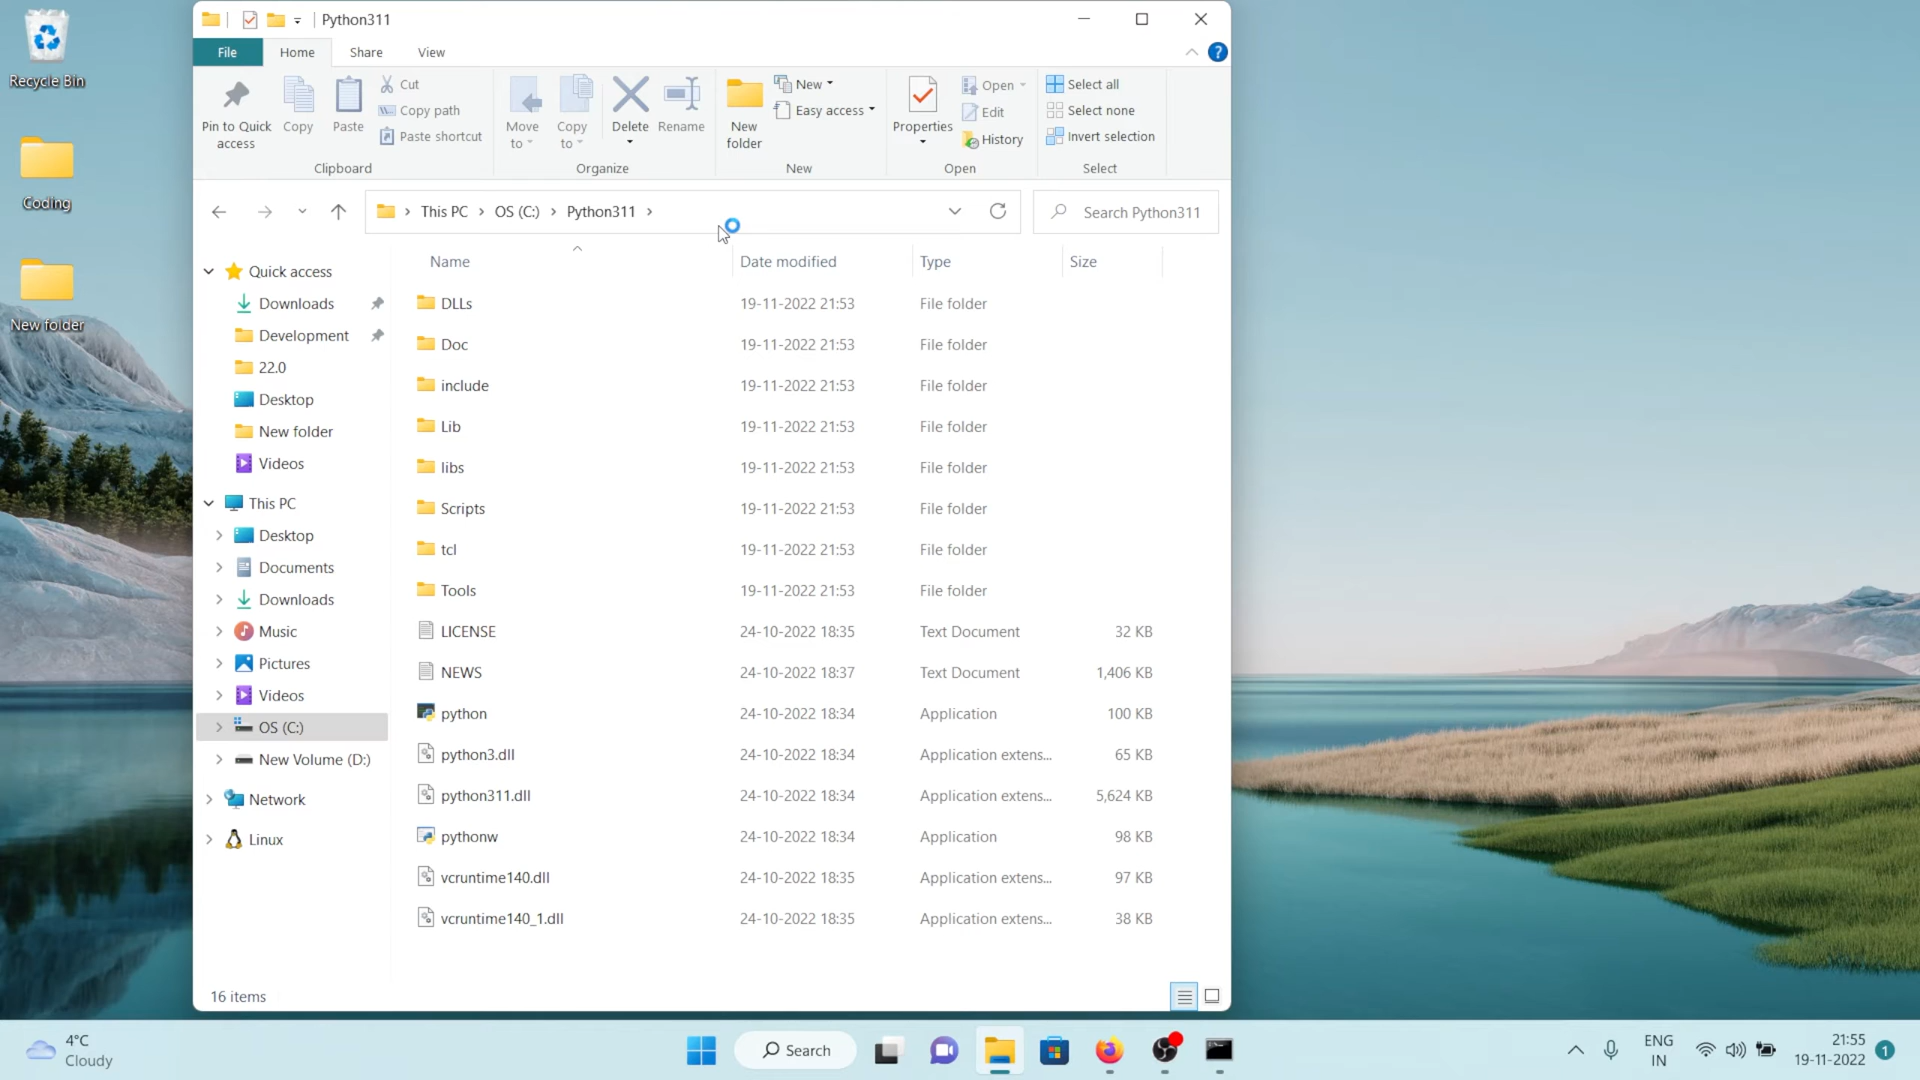 Recycle Bin
Coding
New folder
Python311
File
Home
Share
View
?
Pin to Quick
access
Copy
Paste
Cut
Copy path
Paste shortcut
Clipboard
Move
to
Copy
to
Delete
Rename
Organize
New
folder
New
Easy access
New
Properties
Open
Edit
History
Open
Select all
Select none
Invert selection
Select
This PC
OS (C:)
Python311
Search Python311
Quick access
Downloads
Development
22.0
Desktop
New folder
Videos
This PC
Desktop
Documents
Downloads
Music
Pictures
Videos
OS (C:)
New Volume (D:)
Network
Linux
Name Date modified Type Size
DLLs 19-11-2022 21:53 File folder
Doc 19-11-2022 21:53 File folder
include 19-11-2022 21:53 File folder
Lib 19-11-2022 21:53 File folder
libs 19-11-2022 21:53 File folder
Scripts 19-11-2022 21:53 File folder
tcl 19-11-2022 21:53 File folder
Tools 19-11-2022 21:53 File folder
LICENSE 24-10-2022 18:35 Text Document 32 KB
NEWS 24-10-2022 18:37 Text Document 1,406 KB
python 24-10-2022 18:34 Application 100 KB
python3.dll 24-10-2022 18:34 Application extens... 65 KB
python311.dll 24-10-2022 18:34 Application extens... 5,624 KB
pythonw 24-10-2022 18:34 Application 98 KB
vcruntime140.dll 24-10-2022 18:35 Application extens... 97 KB
vcruntime140_1.dll 24-10-2022 18:35 Application extens... 38 KB
16 items
4°C
Cloudy
Search
ENG
IN
21:55
19-11-2022
1